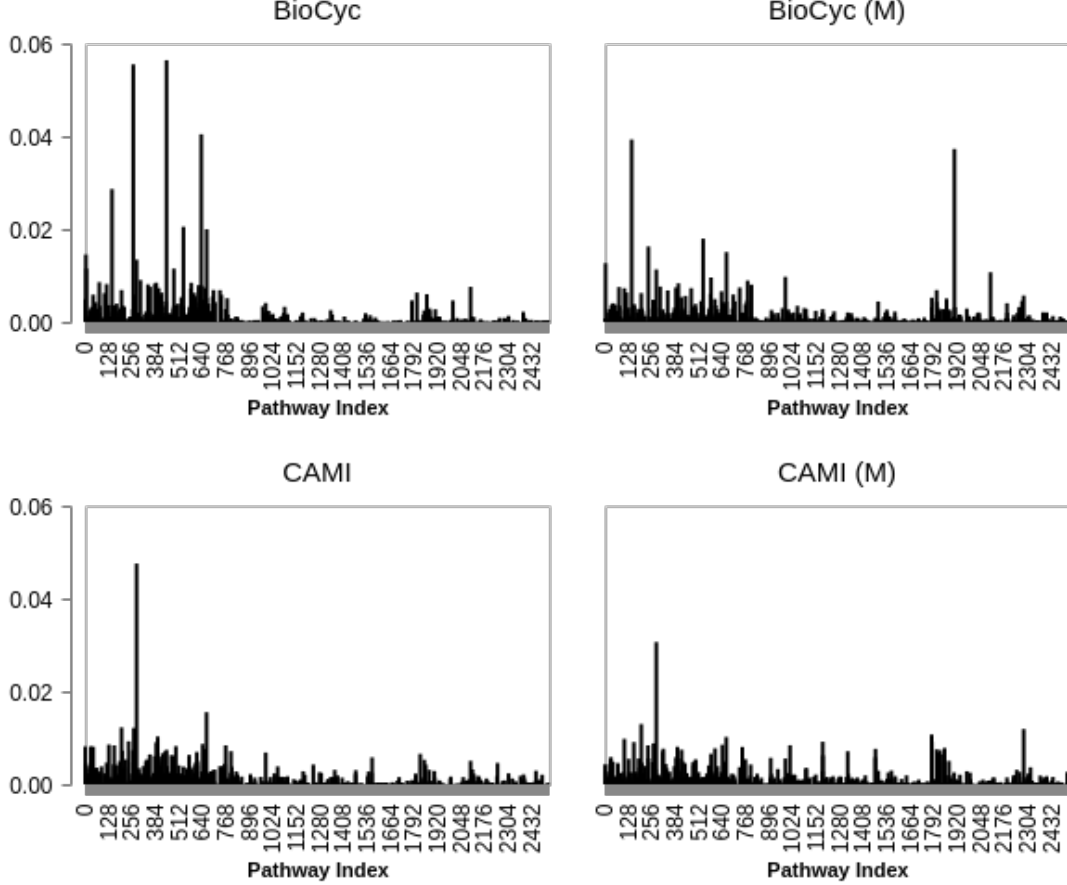 BioCyc
BioCyc (M)
0.06
0.04
0.02
0.00
0 128 256 384 512 640 768 896 1024 1152 1280 1408 1536 1664 1792 1920 2048 2176 2304 2432
0 128 256 384 512 640 768 896 1024 1152 1280 1408 1536 1664 1792 1920 2048 2176 2304 2432
Pathway Index
Pathway Index
CAMI
CAMI (M)
0.06
0.04
0.02
0.00
0 128 256 384 512 640 768 896 1024 1152 1280 1408 1536 1664 1792 1920 2048 2176 2304 2432
0 128 256 384 512 640 768 896 1024 1152 1280 1408 1536 1664 1792 1920 2048 2176 2304 2432
Pathway Index
Pathway Index